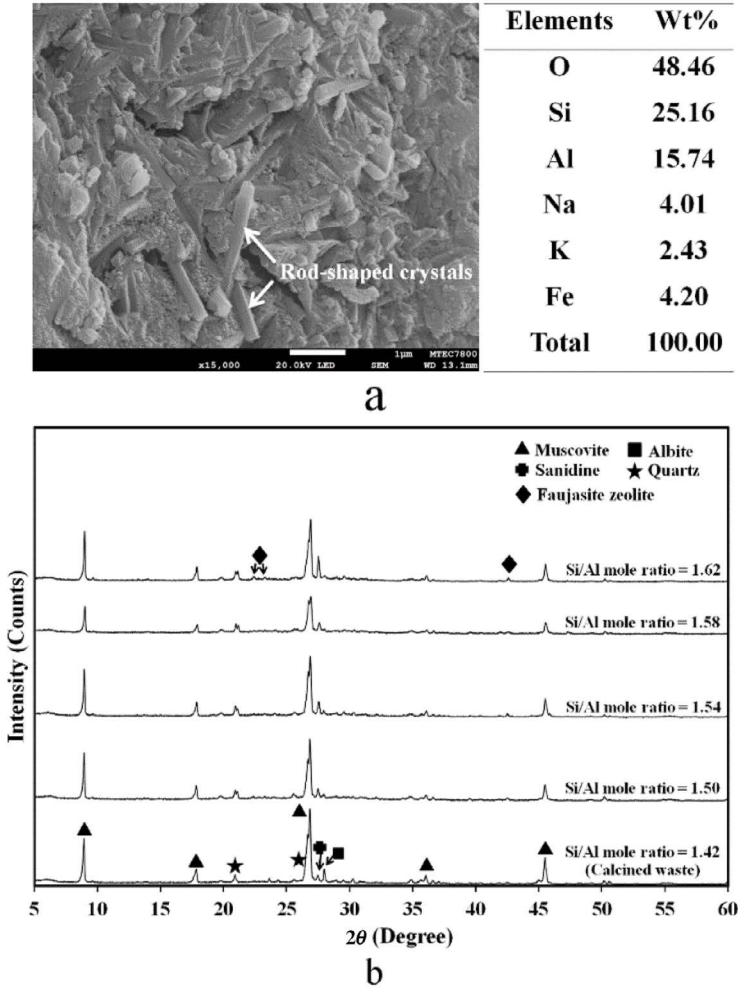 Elements Wt%
O 48.46
Si 25.16
Al 15.74
Na 4.01
K 2.43
Fe 4.20
Total 100.00
Rod-shaped crystals
1µm MTEC7800
x15,000 20.0kV LED SEM WD 13.1mm
a
Muscovite Albite
Sanidine Quartz
Faujasite zeolite
Si/Al mole ratio = 1.62
Si/Al mole ratio = 1.58
Si/Al mole ratio = 1.54
Si/Al mole ratio = 1.50
Si/Al mole ratio = 1.42
(Calcined waste)
Intensity (Counts)
5 10 15 20 25 30 35 40 45 50 55 60
2θ (Degree)
b